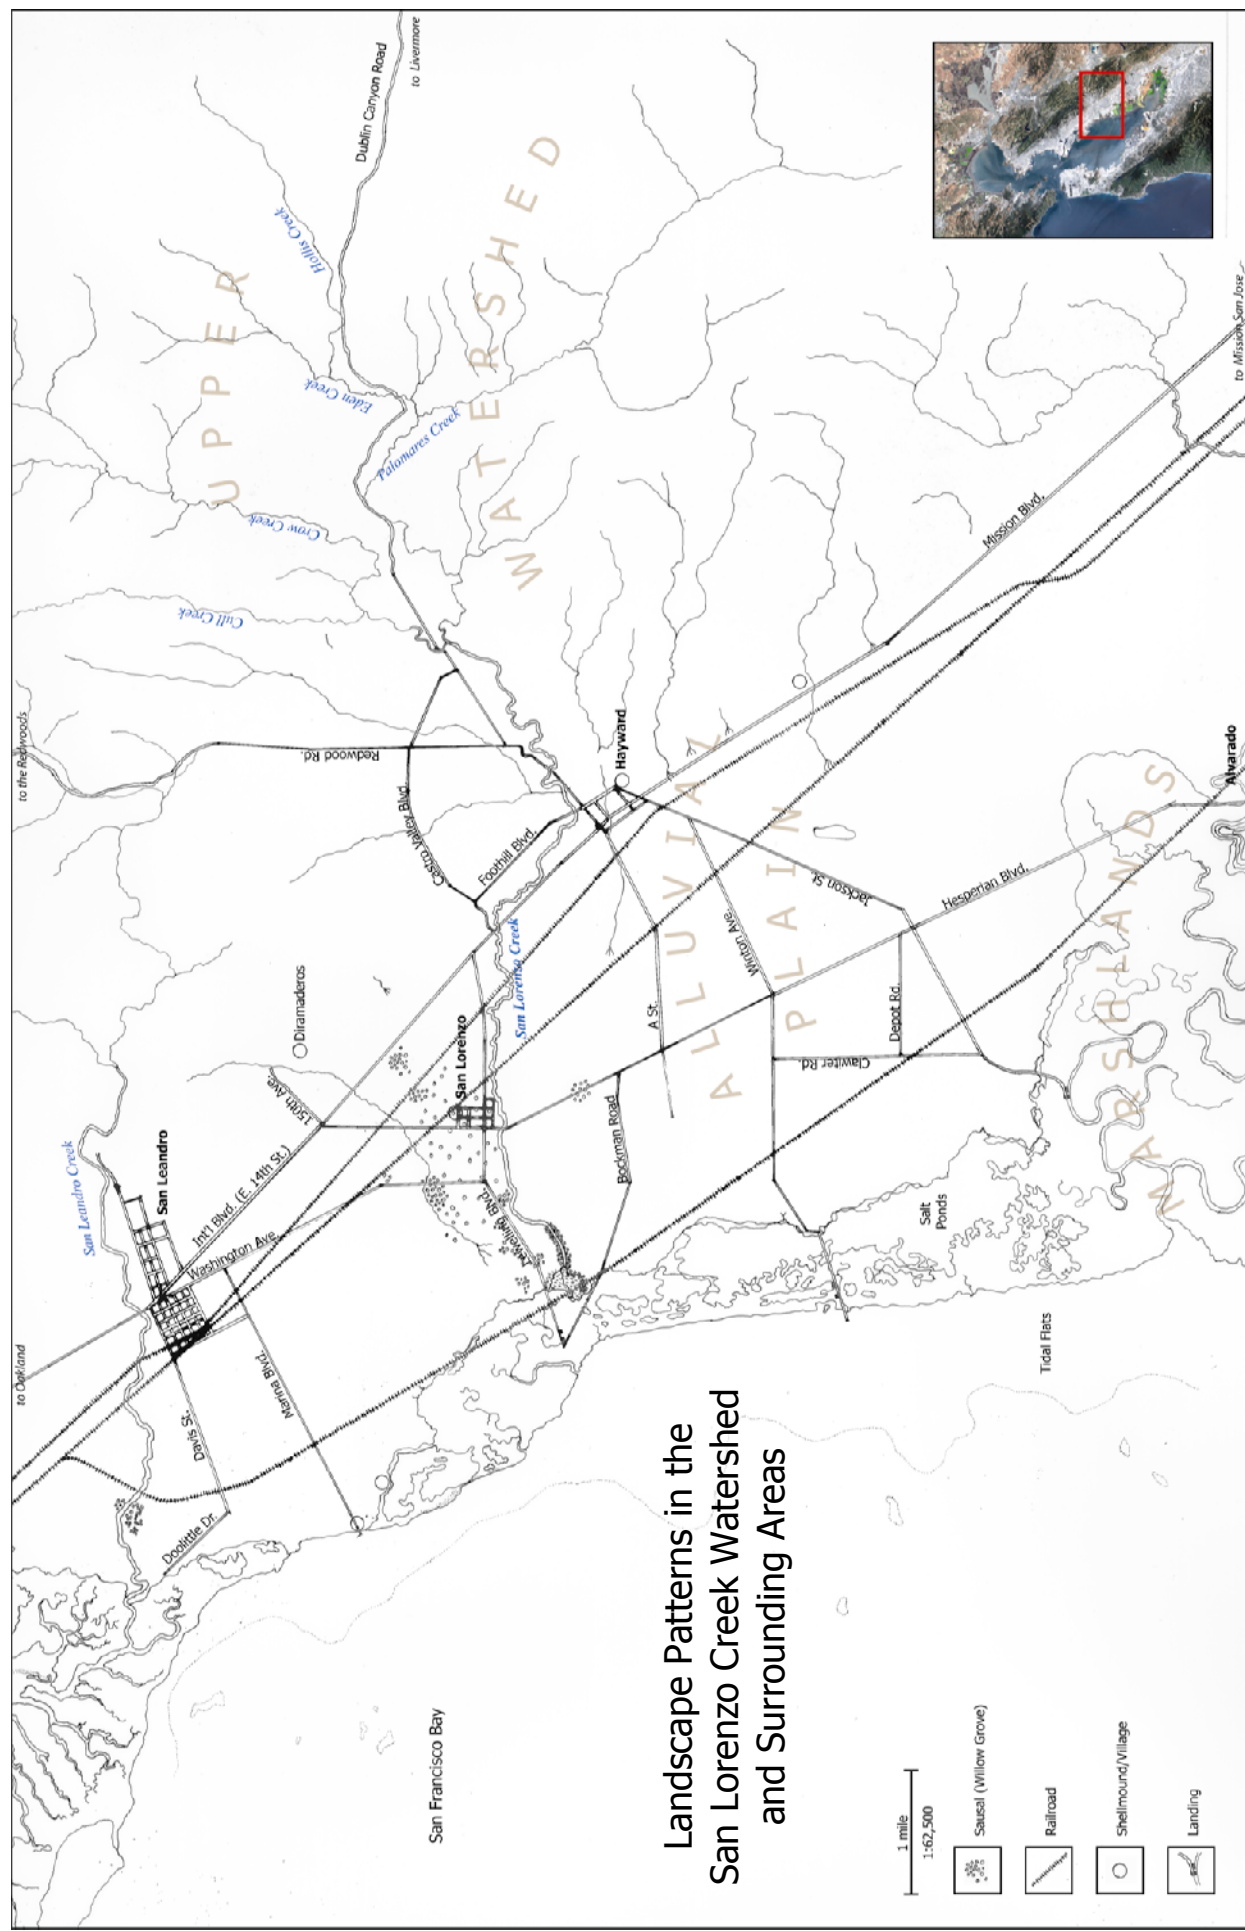 Landscape Patterns in the
San Lorenzo Creek Watershed
and Surrounding Areas
to Oakland
to the Redwoods
to Livermore
to Mission San Jose
Dublin Canyon Road
Hollis Creek
Eden Creek
Palomares Creek
Crow Creek
Cull Creek
San Leandro Creek
San Lorenzo Creek
UPPER
WATERSHED
ALLUVIAL
PLAIN
MARSHLANDS
Redwood Rd.
Castro Valley Blvd.
Foothill Blvd.
Mission Blvd.
Hayward
Diramaderos
150th Ave.
San Leandro
Int'l Blvd. (E. 14th St.)
Washington Ave.
San Lorenzo
Lewelling Blvd.
Marina Blvd.
Davis St.
Doolittle Dr.
Bockman Road
A St.
Winton Ave.
Jackson St.
Hesperian Blvd.
Depot Rd.
Clawiter Rd.
Alvarado
Salt
Ponds
Tidal Flats
San Francisco Bay
1 mile
1:62,500
Sausal (Willow Grove)
Railroad
Shellmound/Village
Landing